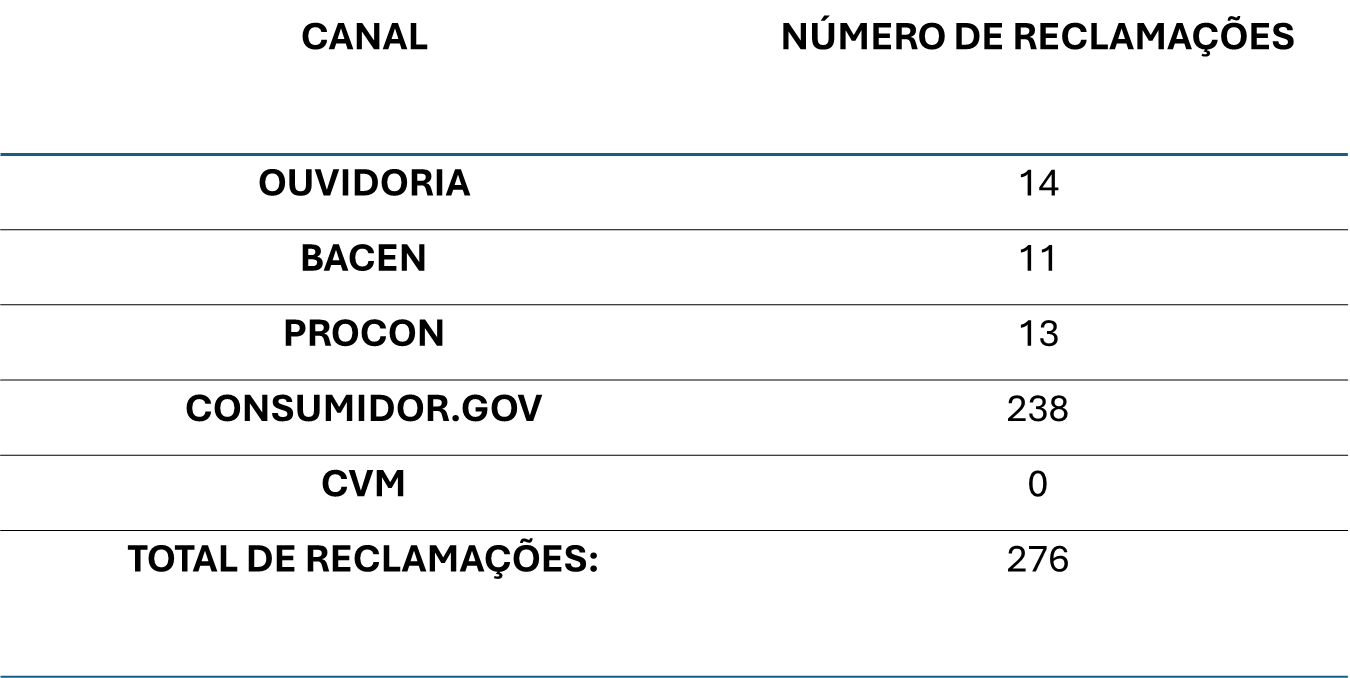 CANAL NÚMERO DE RECLAMAÇÕES
OUVIDORIA 14
BACEN 11
PROCON 13
CONSUMIDOR.GOV 238
CVM 0
TOTAL DE RECLAMAÇÕES: 276